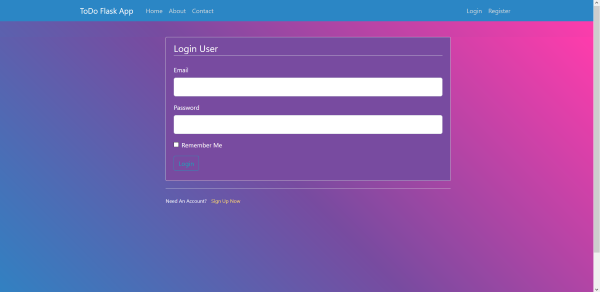 ToDo Flask App Home About Contact Login Register
Login User
Email
Password
Remember Me
Login
Need An Account? Sign Up Now